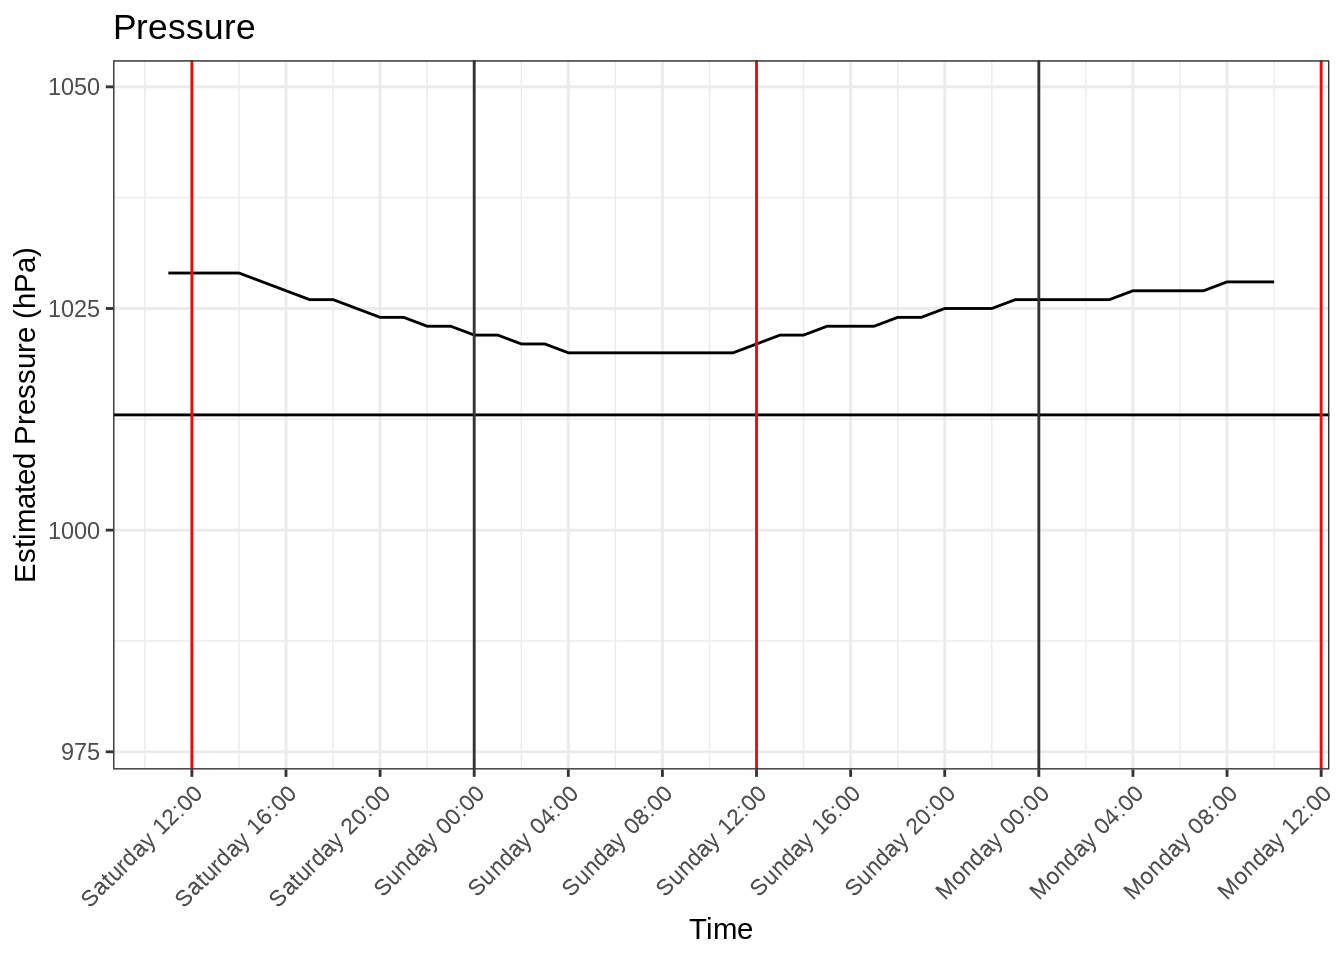 Pressure
Estimated Pressure (hPa)
1050
1025
1000
975
Saturday 12:00
Saturday 16:00
Saturday 20:00
Sunday 00:00
Sunday 04:00
Sunday 08:00
Sunday 12:00
Sunday 16:00
Sunday 20:00
Monday 00:00
Monday 04:00
Monday 08:00
Monday 12:00
Time